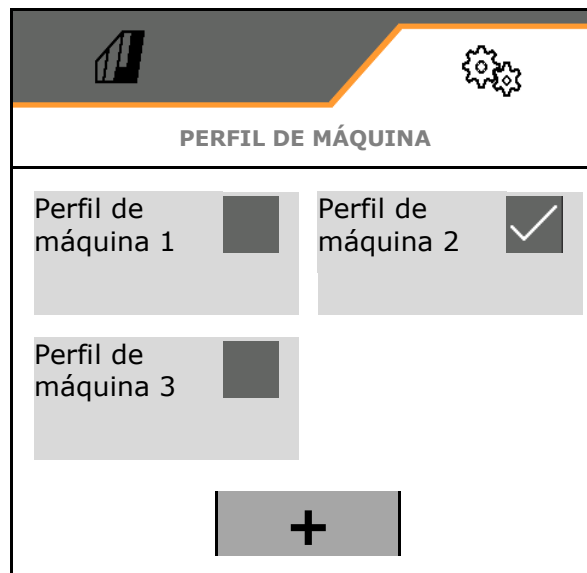 PERFIL DE MÁQUINA
Perfil de
máquina 1
Perfil de
máquina 2
Perfil de
máquina 3
+